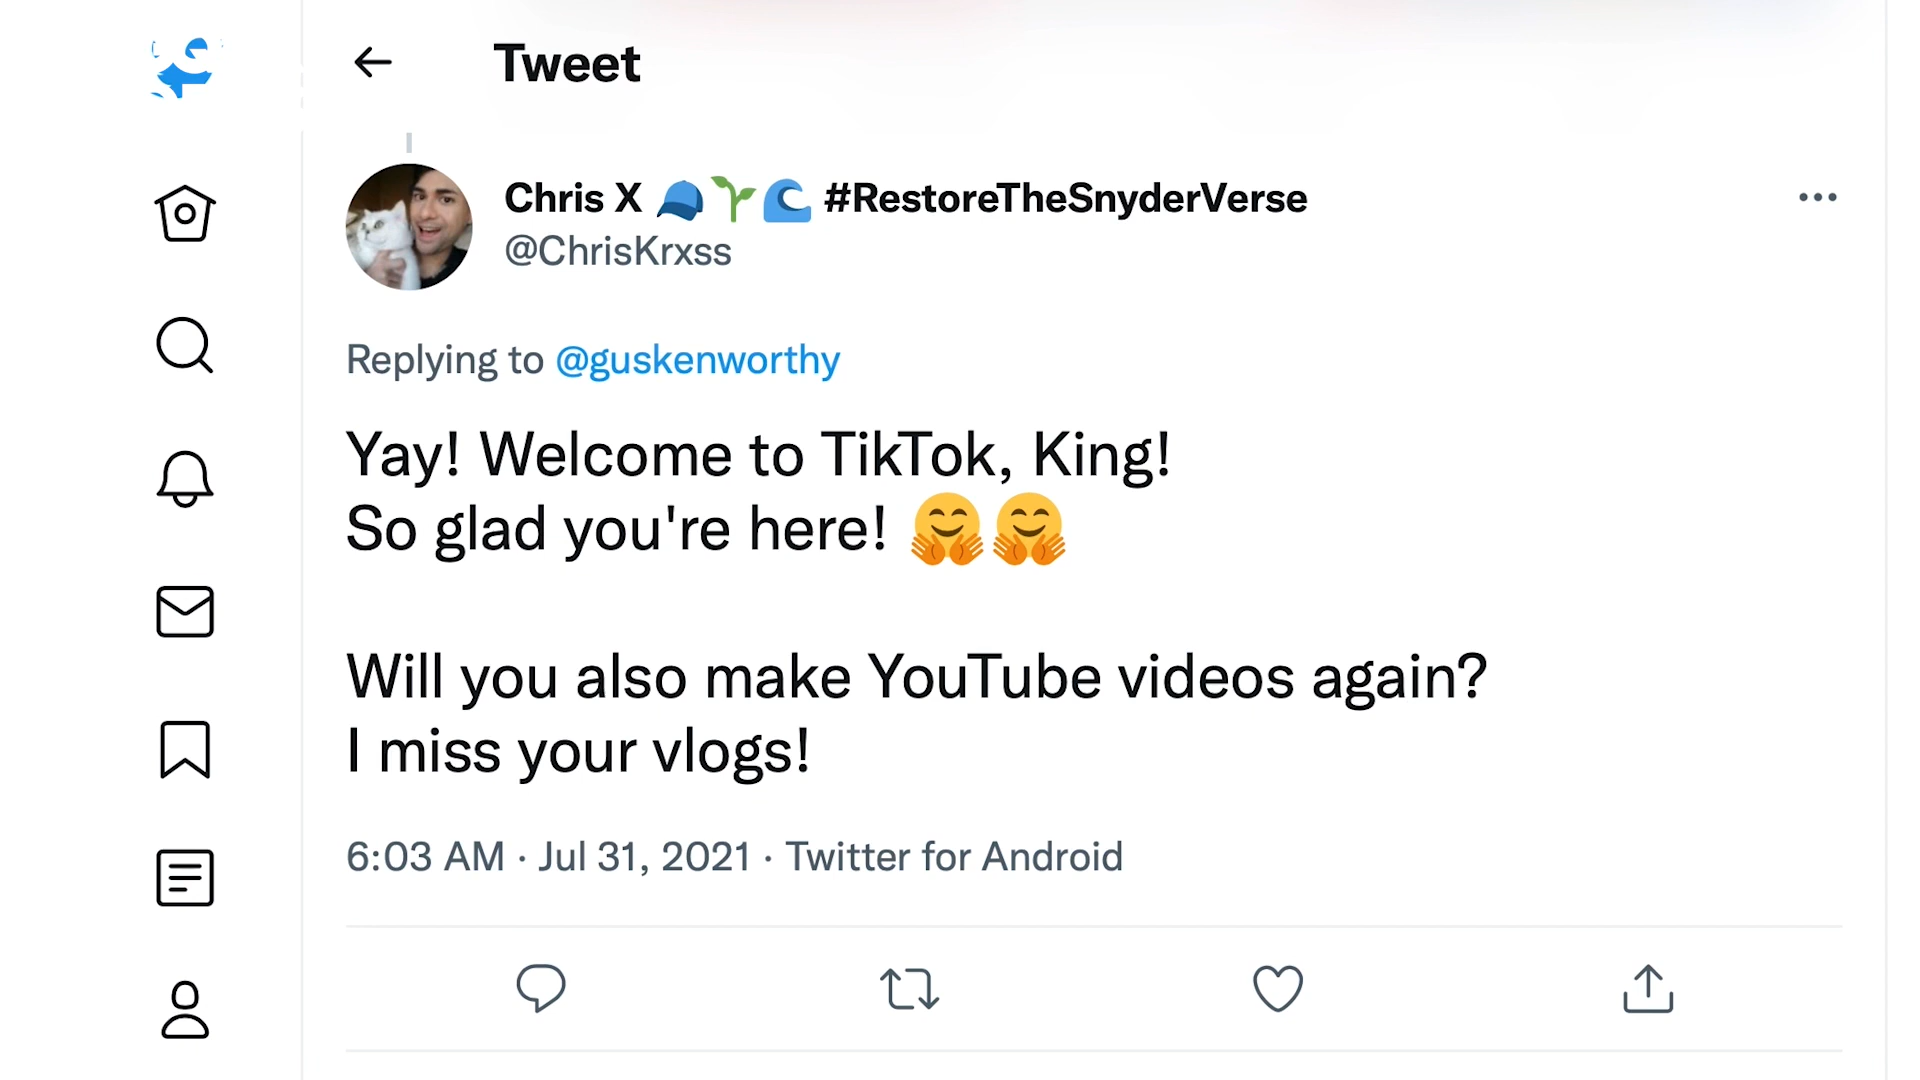 Tweet
Chris X 🧢🌱🌊 #RestoreTheSnyderVerse
@ChrisKrxss
Replying to @guskenworthy
Yay! Welcome to TikTok, King!
So glad you're here! 🤗🤗
Will you also make YouTube videos again?
I miss your vlogs!
6:03 AM · Jul 31, 2021 · Twitter for Android